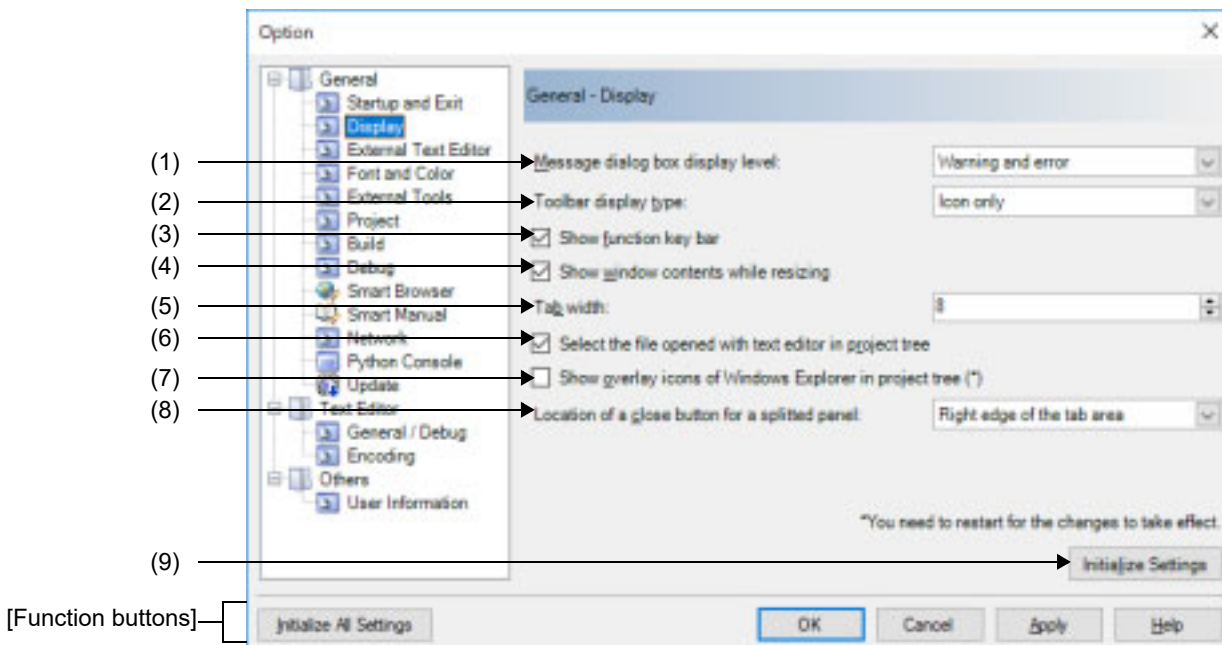 Option
General
Startup and Exit
Display
External Text Editor
Font and Color
External Tools
Project
Build
Debug
Smart Browser
Smart Manual
Network
Python Console
Update
Text Editor
General / Debug
Encoding
Others
User Information
General - Display
(1) Message dialog box display level: Warning and error
(2) Toolbar display type: Icon only
(3) Show function key bar
(4) Show window contents while resizing
(5) Tab width: 8
(6) Select the file opened with text editor in project tree
(7) Show overlay icons of Windows Explorer in project tree (*)
(8) Location of a close button for a splitted panel: Right edge of the tab area
*You need to restart for the changes to take effect.
(9) Initialize Settings
[Function buttons] Initialize All Settings OK Cancel Apply Help